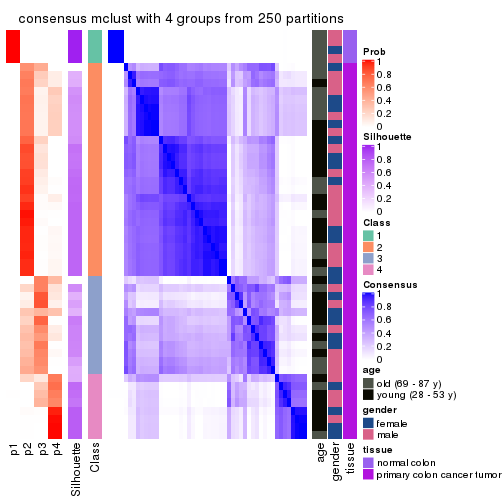 consensus mclust with 4 groups from 250 partitions
Prob
1
0.8
0.6
0.4
0.2
0
Silhouette
1
0.8
0.6
0.4
0.2
0
Class
1
2
3
4
Consensus
1
0.8
0.6
0.4
0.2
0
age
old (69 - 87 y)
young (28 - 53 y)
gender
female
male
tissue
normal colon
primary colon cancer tumor
p1
p2
p3
p4
Silhouette
Class
age
gender
tissue